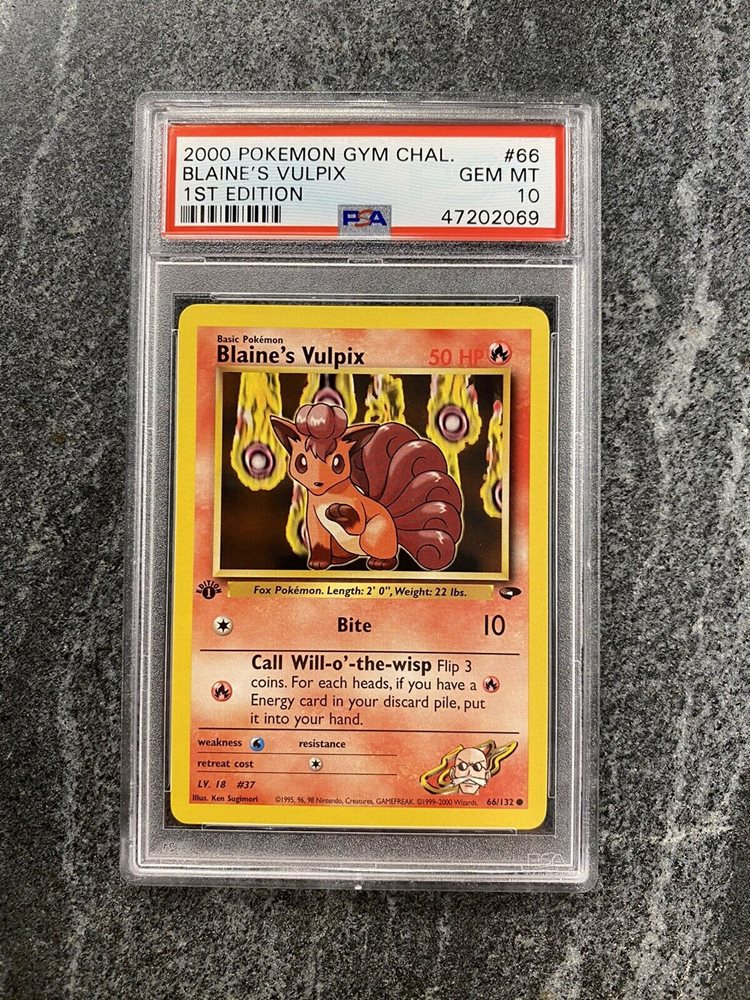 2000 POKEMON GYM CHAL. #66
BLAINE'S VULPIX GEM MT
1ST EDITION 10
PSA 47202069
Basic Pokémon
Blaine's Vulpix 50 HP
EDITION
1
Fox Pokémon. Length: 2' 0", Weight: 22 lbs.
Bite 10
Call Will-o'-the-wisp Flip 3
coins. For each heads, if you have a
Energy card in your discard pile, put
it into your hand.
weakness resistance
retreat cost
LV. 18 #37
Illus. Ken Sugimori ©1995, 96, 98 Nintendo, Creatures, GAMEFREAK. ©1999-2000 Wizards. 66/132